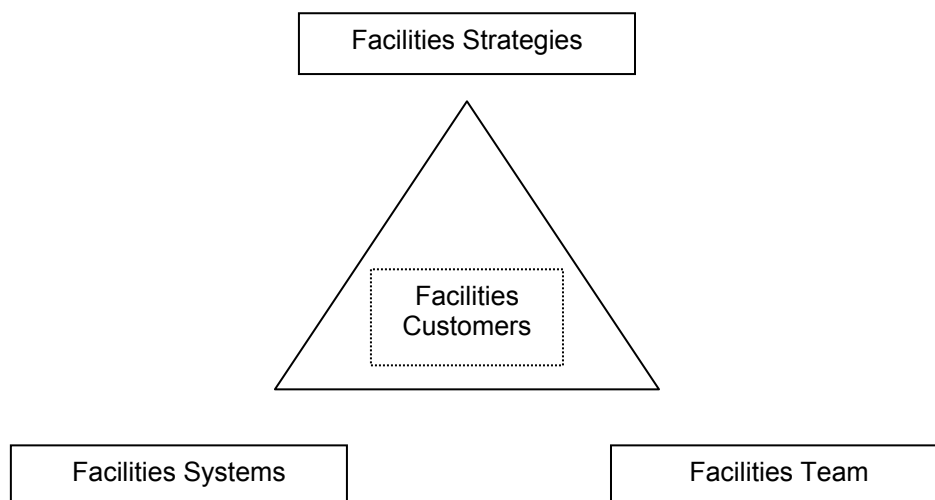 Facilities Strategies
Facilities
Customers
Facilities Systems
Facilities Team